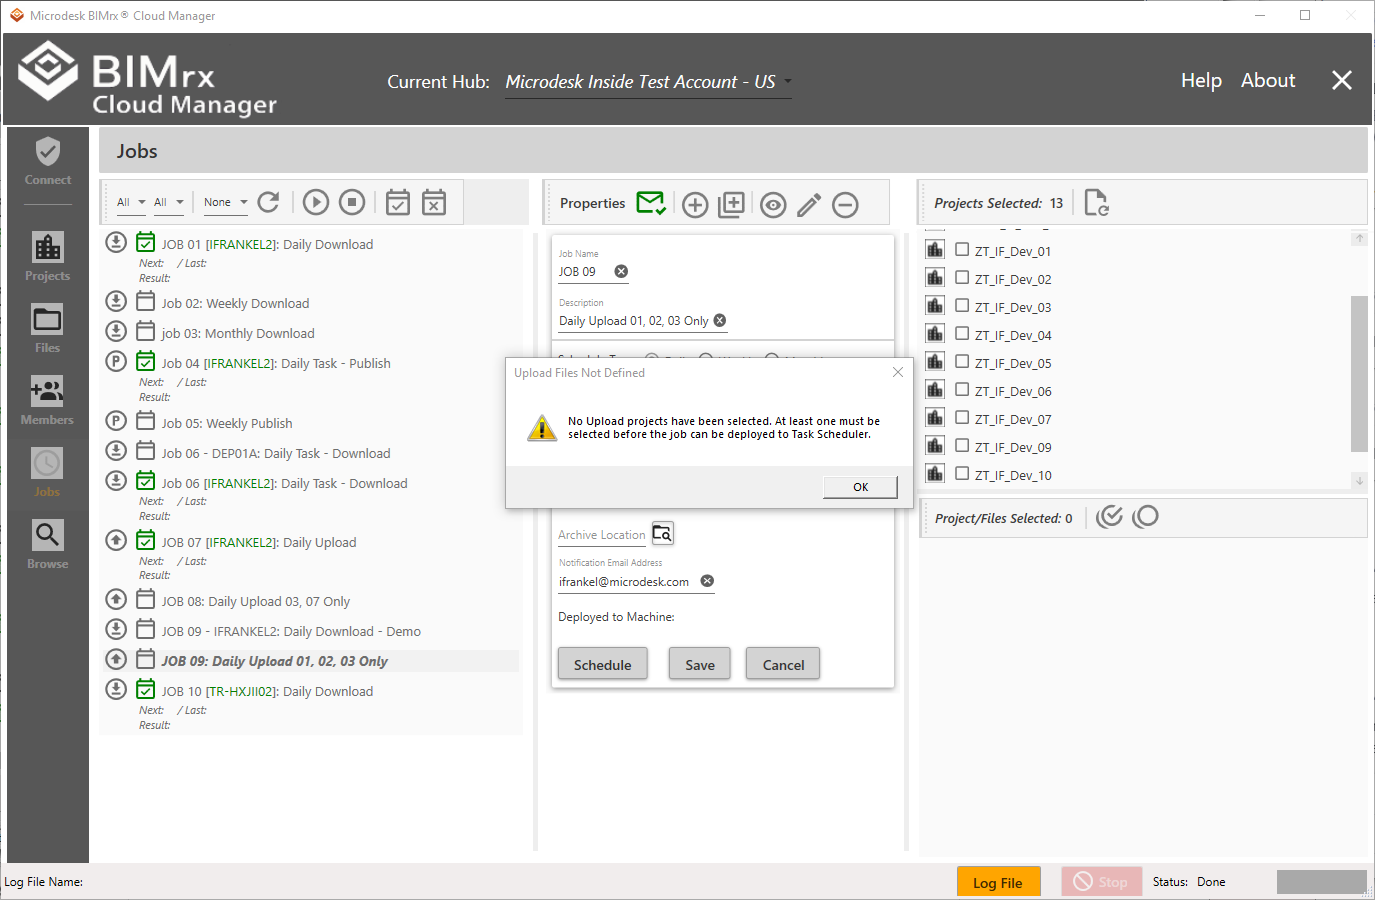 Microdesk BIMrx® Cloud Manager
BIMrx
Cloud Manager
Current Hub: Microdesk Inside Test Account - US
Help About
Connect
Projects
Files
Members
Jobs
Browse
Jobs
All All None
JOB 01 [IFRANKEL2]: Daily Download
Next: / Last:
Result:
Job 02: Weekly Download
job 03: Monthly Download
Job 04 [IFRANKEL2]: Daily Task - Publish
Next: / Last:
Result:
Job 05: Weekly Publish
Job 06 - DEP01A: Daily Task - Download
Job 06 [IFRANKEL2]: Daily Task - Download
Next: / Last:
Result:
JOB 07 [IFRANKEL2]: Daily Upload
Next: / Last:
Result:
JOB 08: Daily Upload 03, 07 Only
JOB 09 - IFRANKEL2: Daily Download - Demo
JOB 09: Daily Upload 01, 02, 03 Only
JOB 10 [TR-HXJII02]: Daily Download
Next: / Last:
Result:
Properties
Job Name
JOB 09
Description
Daily Upload 01, 02, 03 Only
Upload Files Not Defined
No Upload projects have been selected. At least one must be
selected before the job can be deployed to Task Scheduler.
OK
Archive Location
Notification Email Address
ifrankel@microdesk.com
Deployed to Machine:
Schedule Save Cancel
Projects Selected: 13
ZT_IF_Dev_01
ZT_IF_Dev_02
ZT_IF_Dev_03
ZT_IF_Dev_04
ZT_IF_Dev_05
ZT_IF_Dev_06
ZT_IF_Dev_07
ZT_IF_Dev_09
ZT_IF_Dev_10
Project/Files Selected: 0
Log File Name:
Log File
Stop
Status: Done